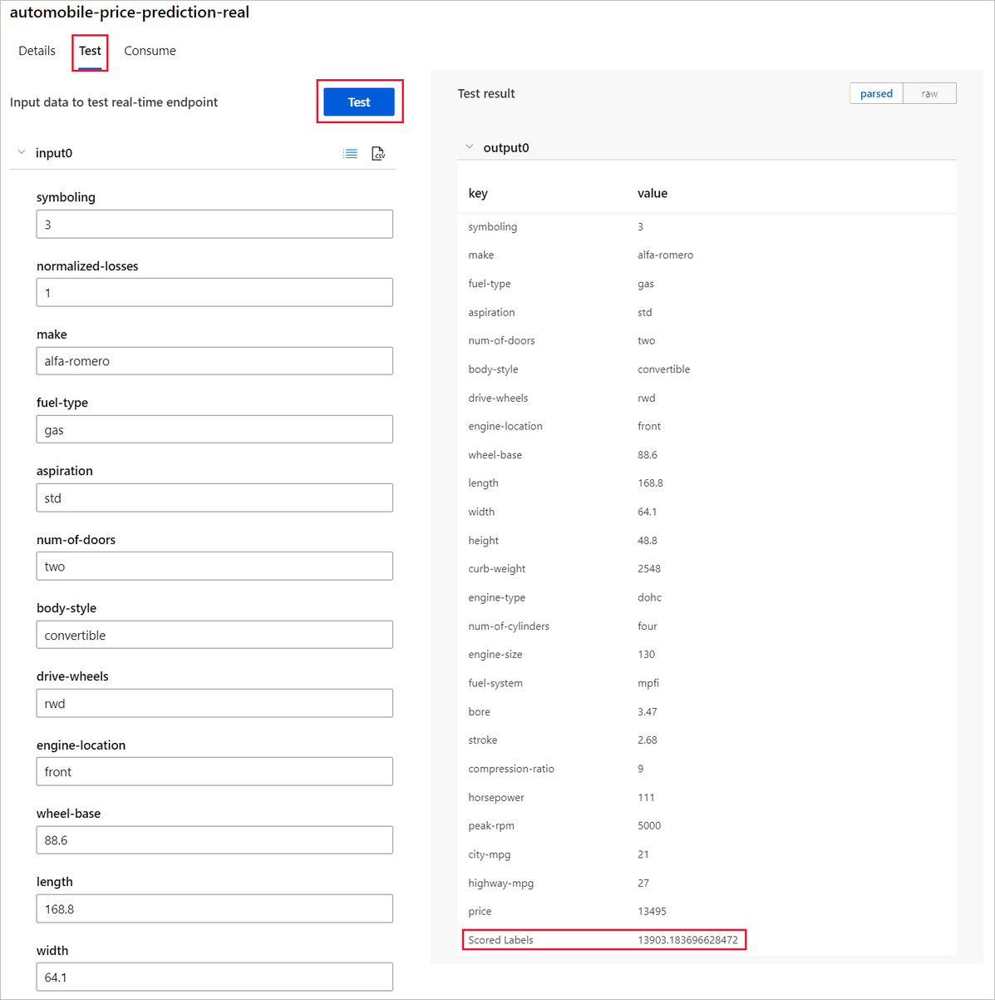 automobile-price-prediction-real
Details Test Consume
Input data to test real-time endpoint Test
input0 CSV
symboling
3
normalized-losses
1
make
alfa-romero
fuel-type
gas
aspiration
std
num-of-doors
two
body-style
convertible
drive-wheels
rwd
engine-location
front
wheel-base
88.6
length
168.8
width
64.1
Test result parsed raw
output0
key value
symboling 3
make alfa-romero
fuel-type gas
aspiration std
num-of-doors two
body-style convertible
drive-wheels rwd
engine-location front
wheel-base 88.6
length 168.8
width 64.1
height 48.8
curb-weight 2548
engine-type dohc
num-of-cylinders four
engine-size 130
fuel-system mpfi
bore 3.47
stroke 2.68
compression-ratio 9
horsepower 111
peak-rpm 5000
city-mpg 21
highway-mpg 27
price 13495
Scored Labels 13903.183696628472